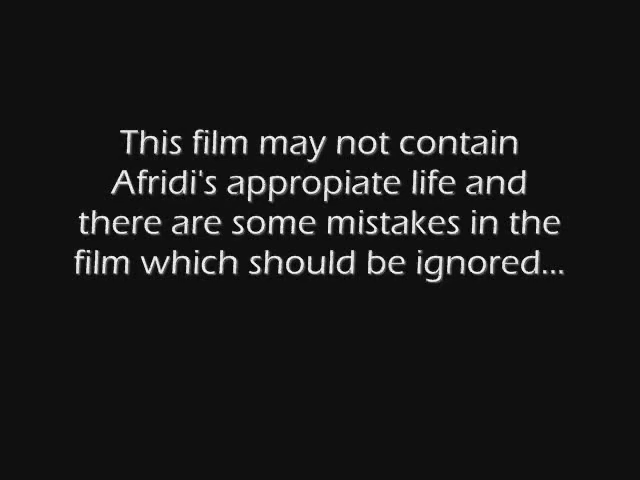 This film may not contain
Afridi's appropiate life and
there are some mistakes in the
film which should be ignored...